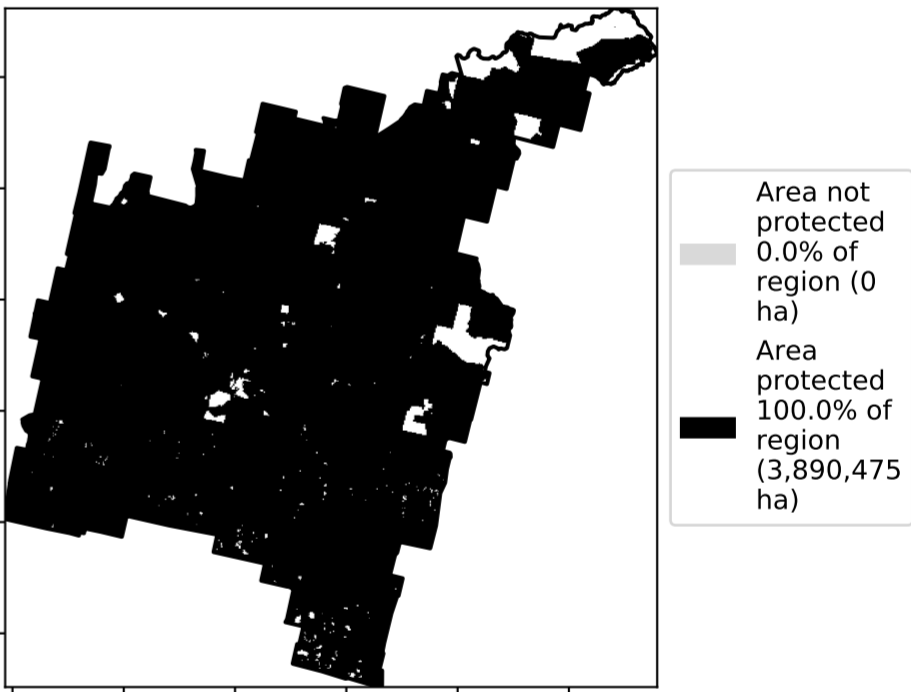 Area not
protected
0.0% of
region (0
ha)
Area
protected
100.0% of
region
(3,890,475
ha)